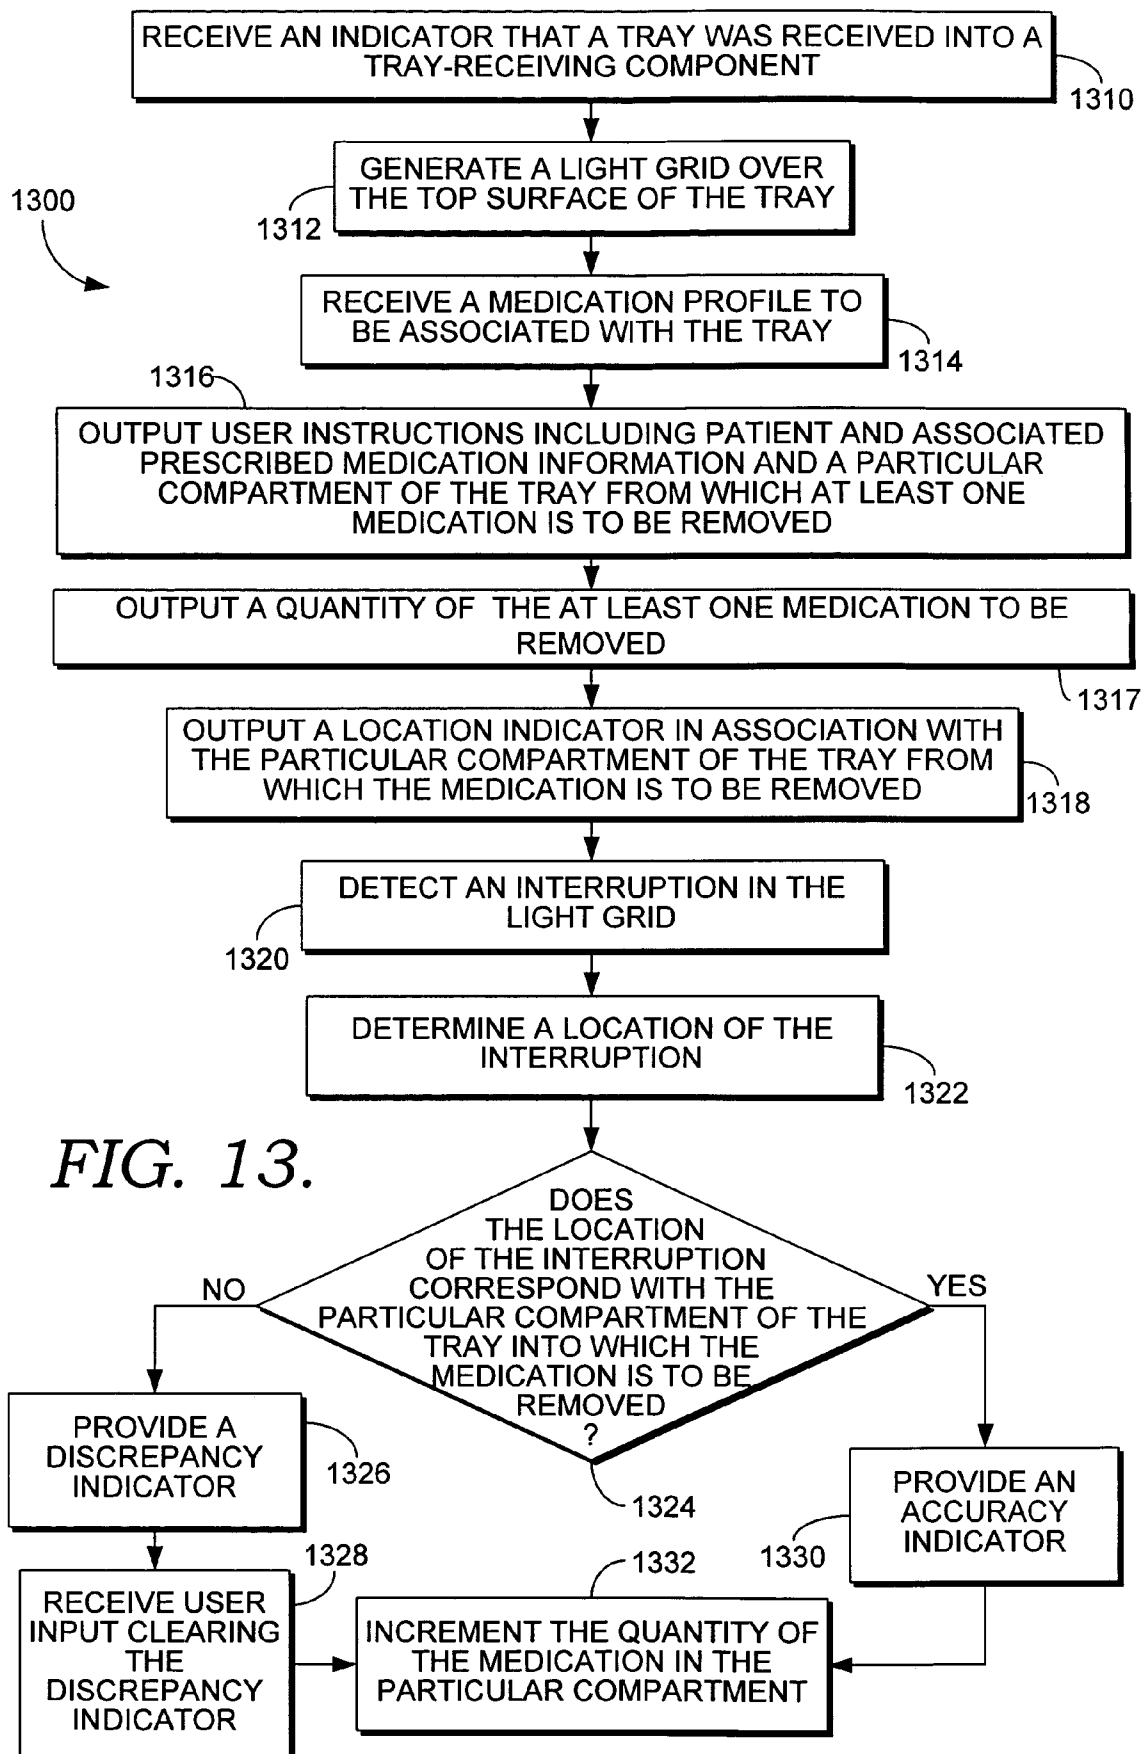 RECEIVE AN INDICATOR THAT A TRAY WAS RECEIVED INTO A
TRAY-RECEIVING COMPONENT
1310
GENERATE A LIGHT GRID OVER
THE TOP SURFACE OF THE TRAY
1312
1300
RECEIVE A MEDICATION PROFILE TO
BE ASSOCIATED WITH THE TRAY
1314
1316
OUTPUT USER INSTRUCTIONS INCLUDING PATIENT AND ASSOCIATED
PRESCRIBED MEDICATION INFORMATION AND A PARTICULAR
COMPARTMENT OF THE TRAY FROM WHICH AT LEAST ONE
MEDICATION IS TO BE REMOVED
OUTPUT A QUANTITY OF THE AT LEAST ONE MEDICATION TO BE
REMOVED
1317
OUTPUT A LOCATION INDICATOR IN ASSOCIATION WITH
THE PARTICULAR COMPARTMENT OF THE TRAY FROM
WHICH THE MEDICATION IS TO BE REMOVED
1318
DETECT AN INTERRUPTION IN THE
LIGHT GRID
1320
DETERMINE A LOCATION OF THE
INTERRUPTION
1322
FIG. 13.
DOES
THE LOCATION
OF THE INTERRUPTION
CORRESPOND WITH THE
PARTICULAR COMPARTMENT OF THE
TRAY INTO WHICH THE
MEDICATION IS TO BE
REMOVED
?
1324
NO
YES
PROVIDE A
DISCREPANCY
INDICATOR
1326
PROVIDE AN
ACCURACY
INDICATOR
1330
RECEIVE USER
INPUT CLEARING
THE
DISCREPANCY
INDICATOR
1328
1332
INCREMENT THE QUANTITY OF
THE MEDICATION IN THE
PARTICULAR COMPARTMENT